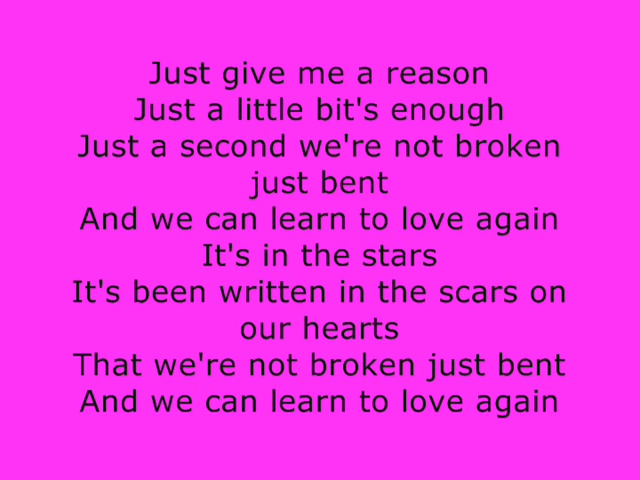 Just give me a reason
Just a little bit's enough
Just a second we're not broken
just bent
And we can learn to love again
It's in the stars
It's been written in the scars on
our hearts
That we're not broken just bent
And we can learn to love again